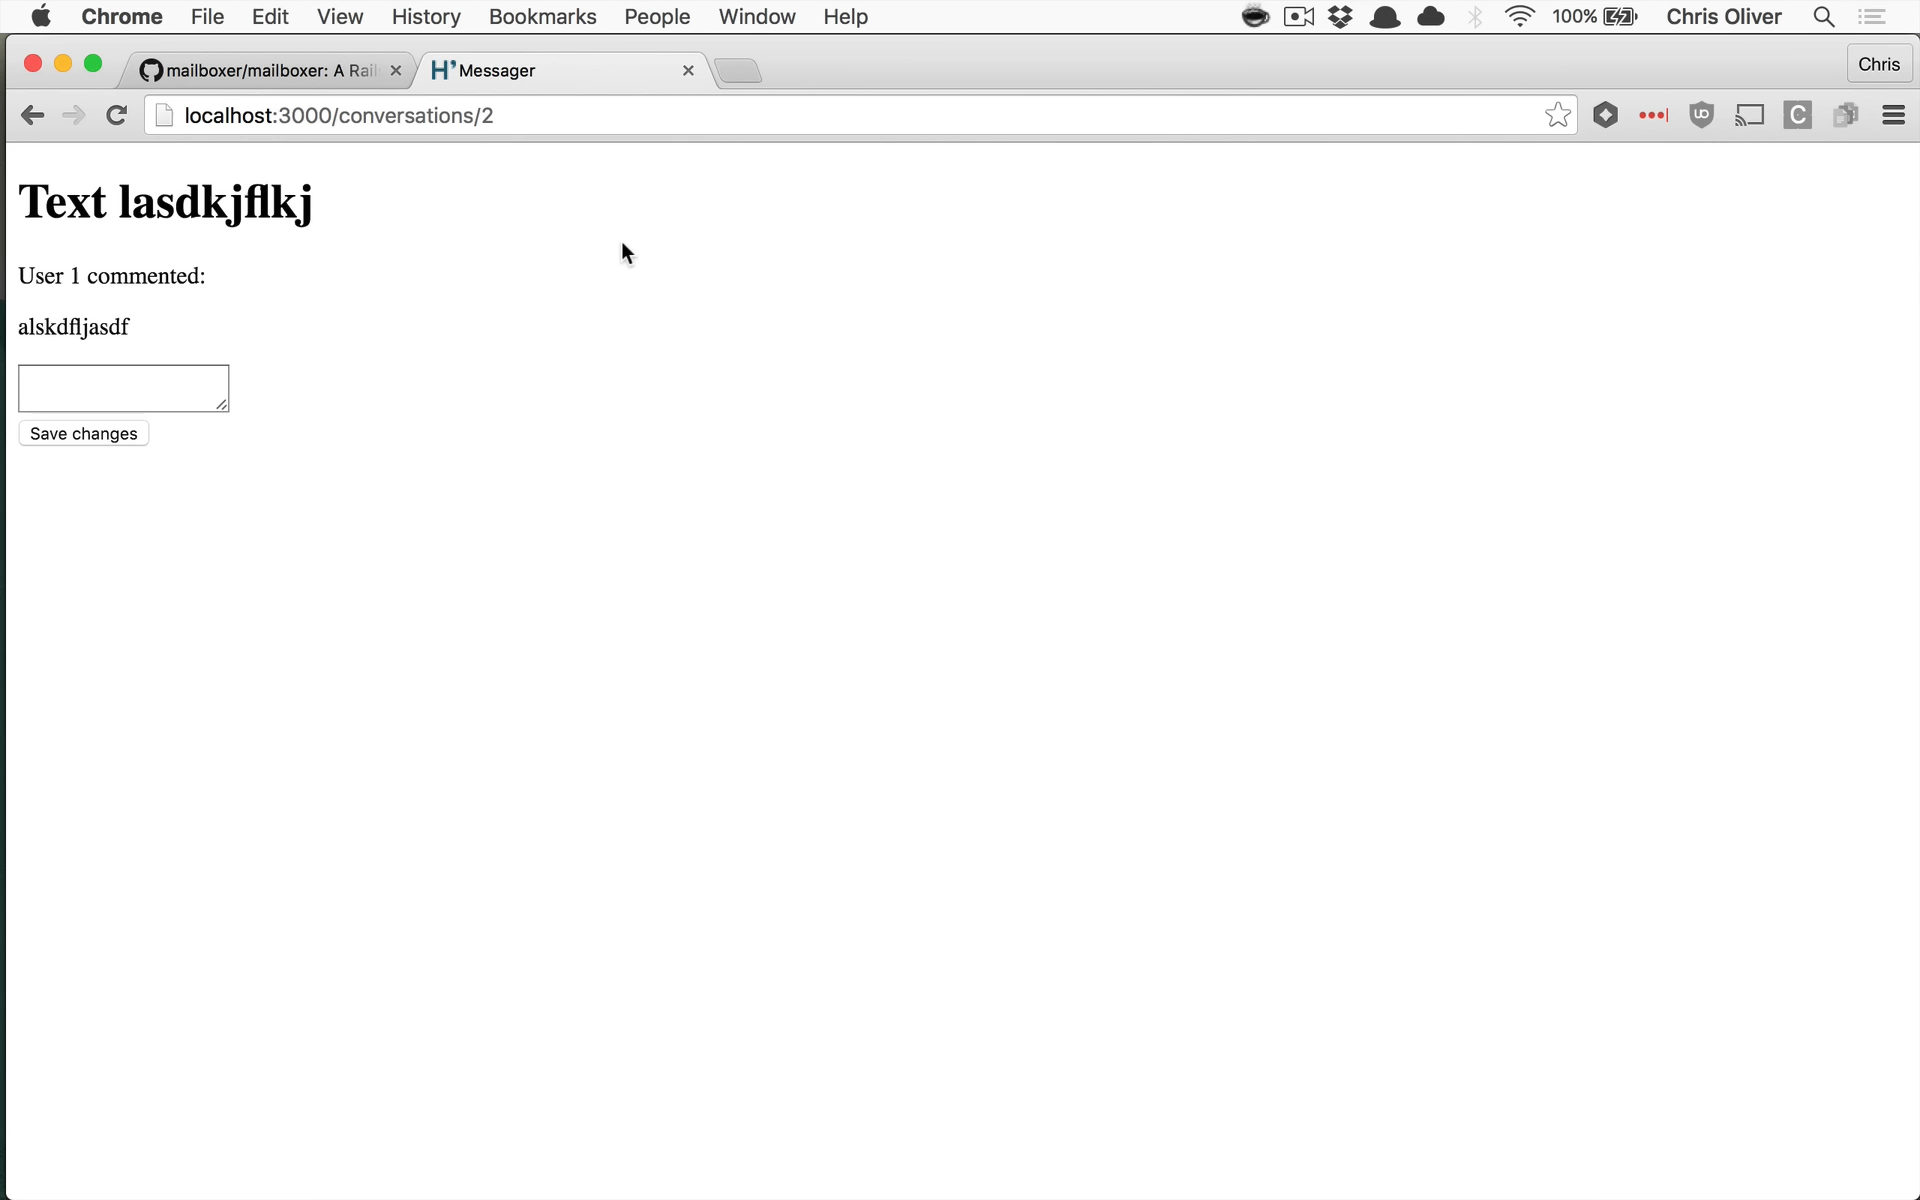 Chrome File Edit View History Bookmarks People Window Help 100% Chris Oliver
mailboxer/mailboxer: A Rail Messager Chris
localhost:3000/conversations/2
Text lasdkjflkj
User 1 commented:
alskdfljasdf
Save changes